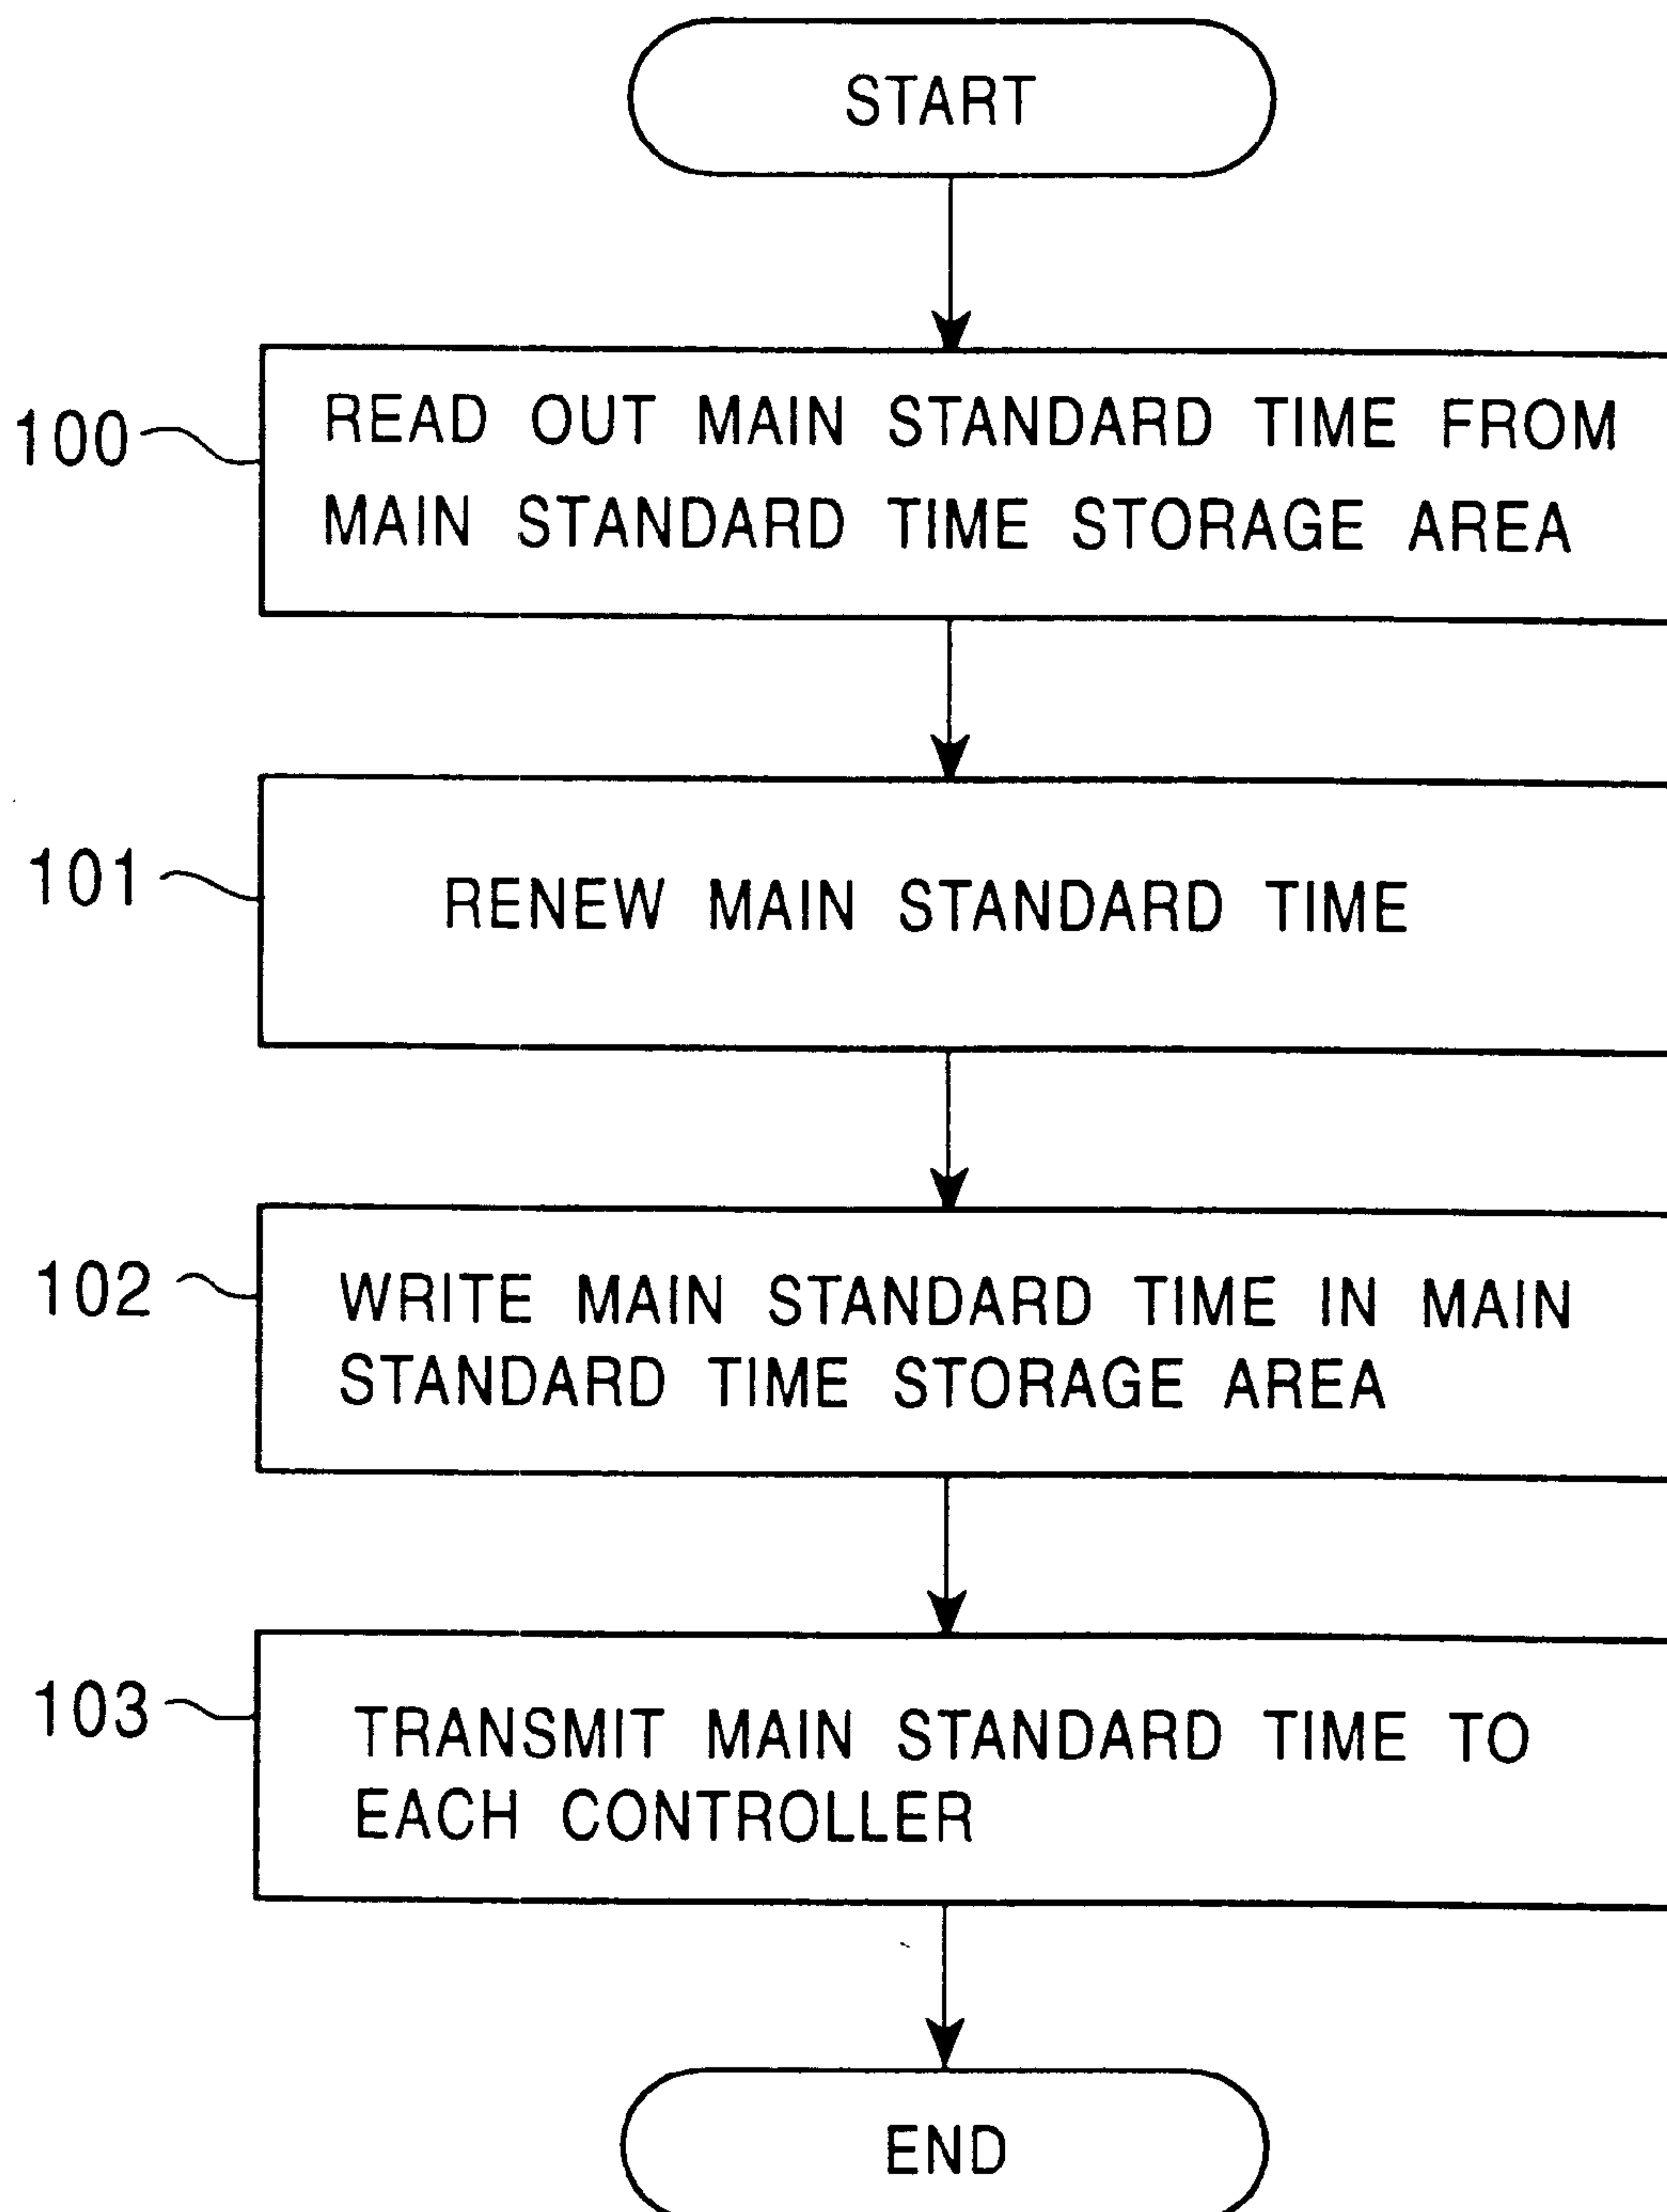 START
100
READ OUT MAIN STANDARD TIME FROM
MAIN STANDARD TIME STORAGE AREA
101
RENEW MAIN STANDARD TIME
102
WRITE MAIN STANDARD TIME IN MAIN
STANDARD TIME STORAGE AREA
103
TRANSMIT MAIN STANDARD TIME TO
EACH CONTROLLER
END